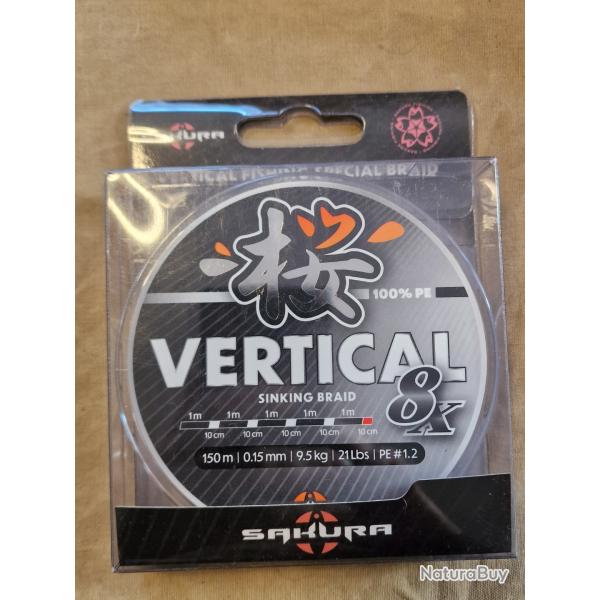 SAKURA
VERTICAL FISHING SPECIAL BRAID
桜
100% PE
VERTICAL
8X
SINKING BRAID
1m 1m 1m 1m 1m
10 cm 10 cm 10 cm 10 cm 10 cm
150 m | 0.15 mm | 9.5 kg | 21 Lbs | PE #1.2
SAKURA
NaturaBuy